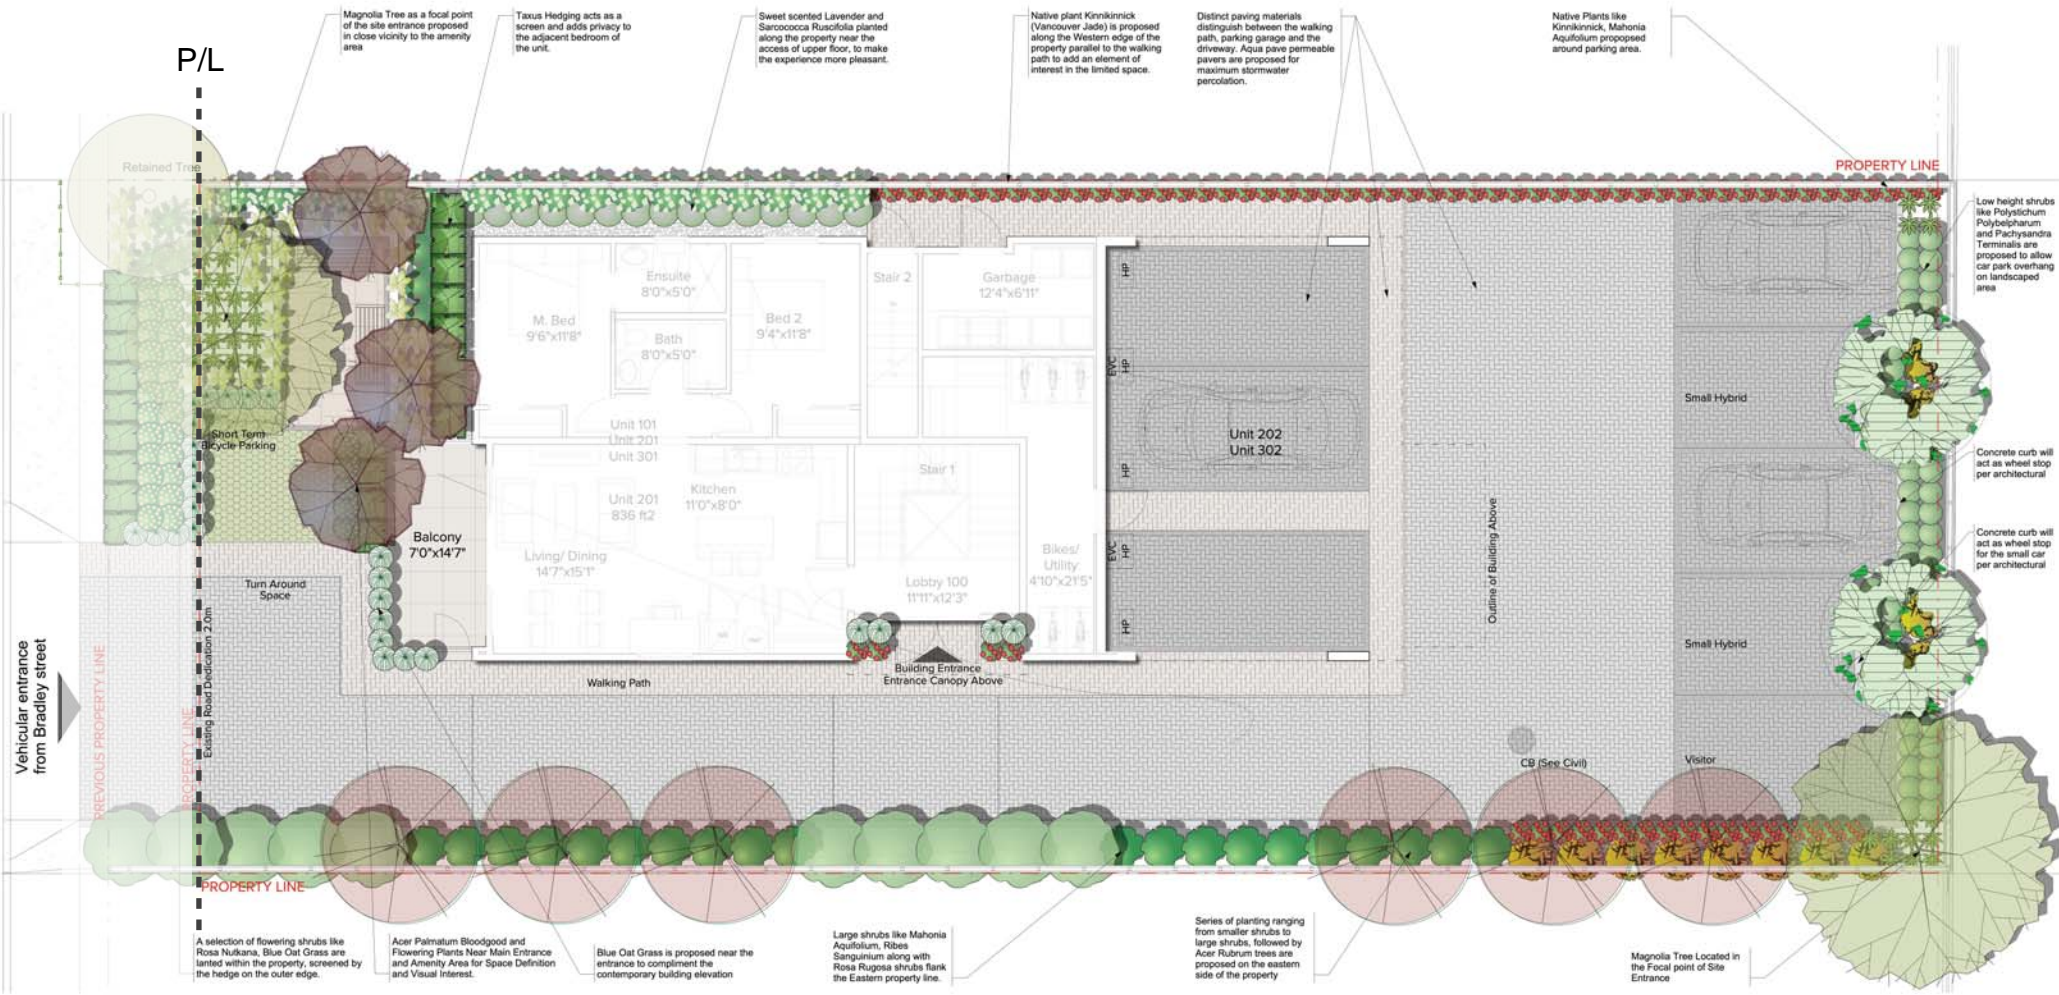 Magnolia Tree as a focal point
of the site entrance proposed
in close vicinity to the amenity
area
Taxus Hedging acts as a
screen and adds privacy to
the adjacent bedroom of
the unit.
Sweet scented Lavender and
Sarcococca Ruscifolia planted
along the property near the
access of upper floor, to make
the experience more pleasant.
Native plant Kinnikinnick
(Vancouver Jade) is proposed
along the Western edge of the
property parallel to the walking
path to add an element of
interest in the limited space.
Distinct paving materials
distinguish between the walking
path, parking garage and the
driveway. Aqua pave permeable
pavers are proposed for
maximum stormwater
percolation.
Native Plants like
Kinnikinnick, Mahonia
Aquifolium propopsed
around parking area.
P/L
Retained Tree
PROPERTY LINE
Low height shrubs
like Polystichum
Polybelpharum
and Pachysandra
Terminalis are
proposed to allow
car park overhang
on landscaped
area
Ensuite
8'0"x5'0"
M. Bed
9'6"x11'8"
Bath
8'0"x5'0"
Bed 2
9'4"x11'8"
Stair 2
Garbage
12'4"x6'11"
HP
EVC
HP
Small Hybrid
Short Term
Bicycle Parking
Unit 101
Unit 201
Unit 301
Unit 202
Unit 302
HP
Stair 1
Unit 201
836 ft2
Kitchen
11'0"x8'0"
Concrete curb will
act as wheel stop
per architectural
Concrete curb will
act as wheel stop
for the small car
per architectural
Balcony
7'0"x14'7"
Living/ Dining
14'7"x15'1"
Lobby 100
11'11"x12'3"
Bikes/
Utility
4'10"x21'5"
EVC
HP
HP
Outline of Building Above
Turn Around
Space
Small Hybrid
Vehicular entrance
from Bradley street
PREVIOUS PROPERTY LINE
PROPERTY LINE
Existing Road Dedication 2.0m
Walking Path
Building Entrance
Entrance Canopy Above
CB (See Civil)
Visitor
PROPERTY LINE
A selection of flowering shrubs like
Rosa Nutkana, Blue Oat Grass are
lanted within the property, screened by
the hedge on the outer edge.
Acer Palmatum Bloodgood and
Flowering Plants Near Main Entrance
and Amenity Area for Space Definition
and Visual Interest.
Blue Oat Grass is proposed near the
entrance to compliment the
contemporary building elevation
Large shrubs like Mahonia
Aquifolium, Ribes
Sanguinium along with
Rosa Rugosa shrubs flank
the Eastern property line.
Series of planting ranging
from smaller shrubs to
large shrubs, followed by
Acer Rubrum trees are
proposed on the eastern
side of the property
Magnolia Tree Located in
the Focal point of Site
Entrance